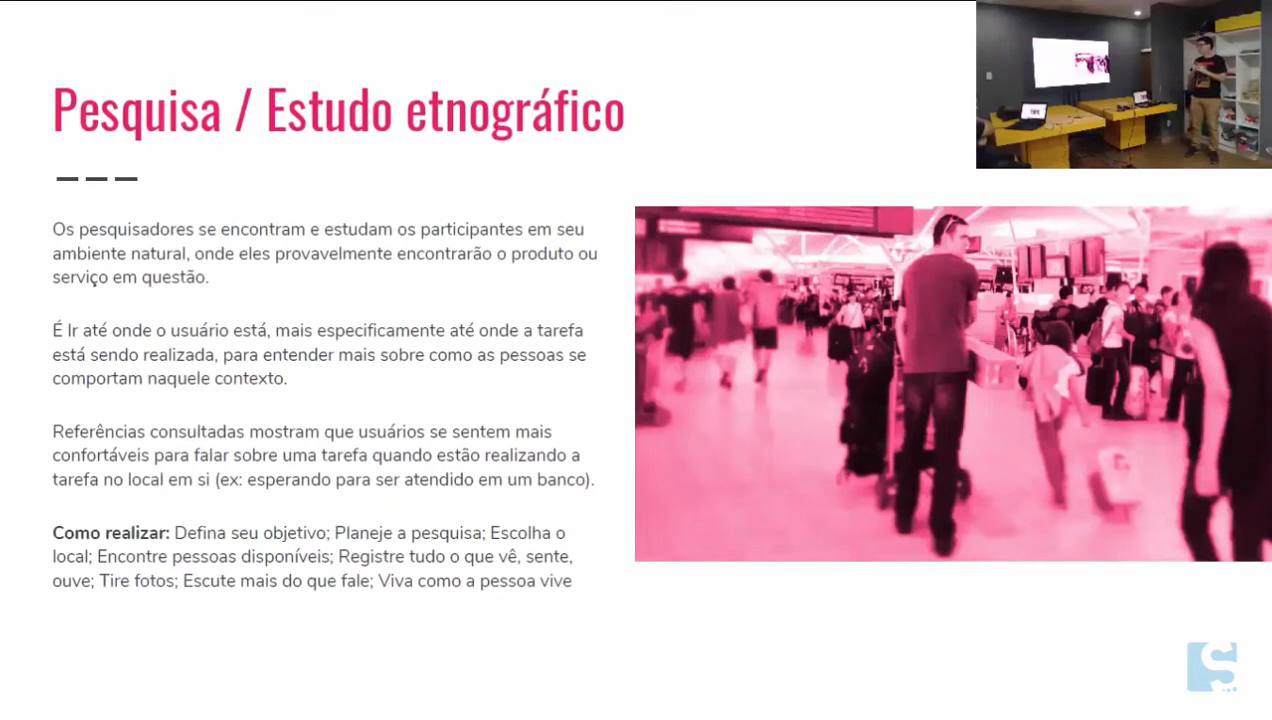 Pesquisa / Estudo etnográfico
Os pesquisadores se encontram e estudam os participantes em seu
ambiente natural, onde eles provavelmente encontrarão o produto ou
serviço em questão.
É Ir até onde o usuário está, mais especificamente até onde a tarefa
está sendo realizada, para entender mais sobre como as pessoas se
comportam naquele contexto.
Referências consultadas mostram que usuários se sentem mais
confortáveis para falar sobre uma tarefa quando estão realizando a
tarefa no local em si (ex: esperando para ser atendido em um banco).
Como realizar: Defina seu objetivo; Planeje a pesquisa; Escolha o
local; Encontre pessoas disponíveis; Registre tudo o que vê, sente,
ouve; Tire fotos; Escute mais do que fale; Viva como a pessoa vive
S